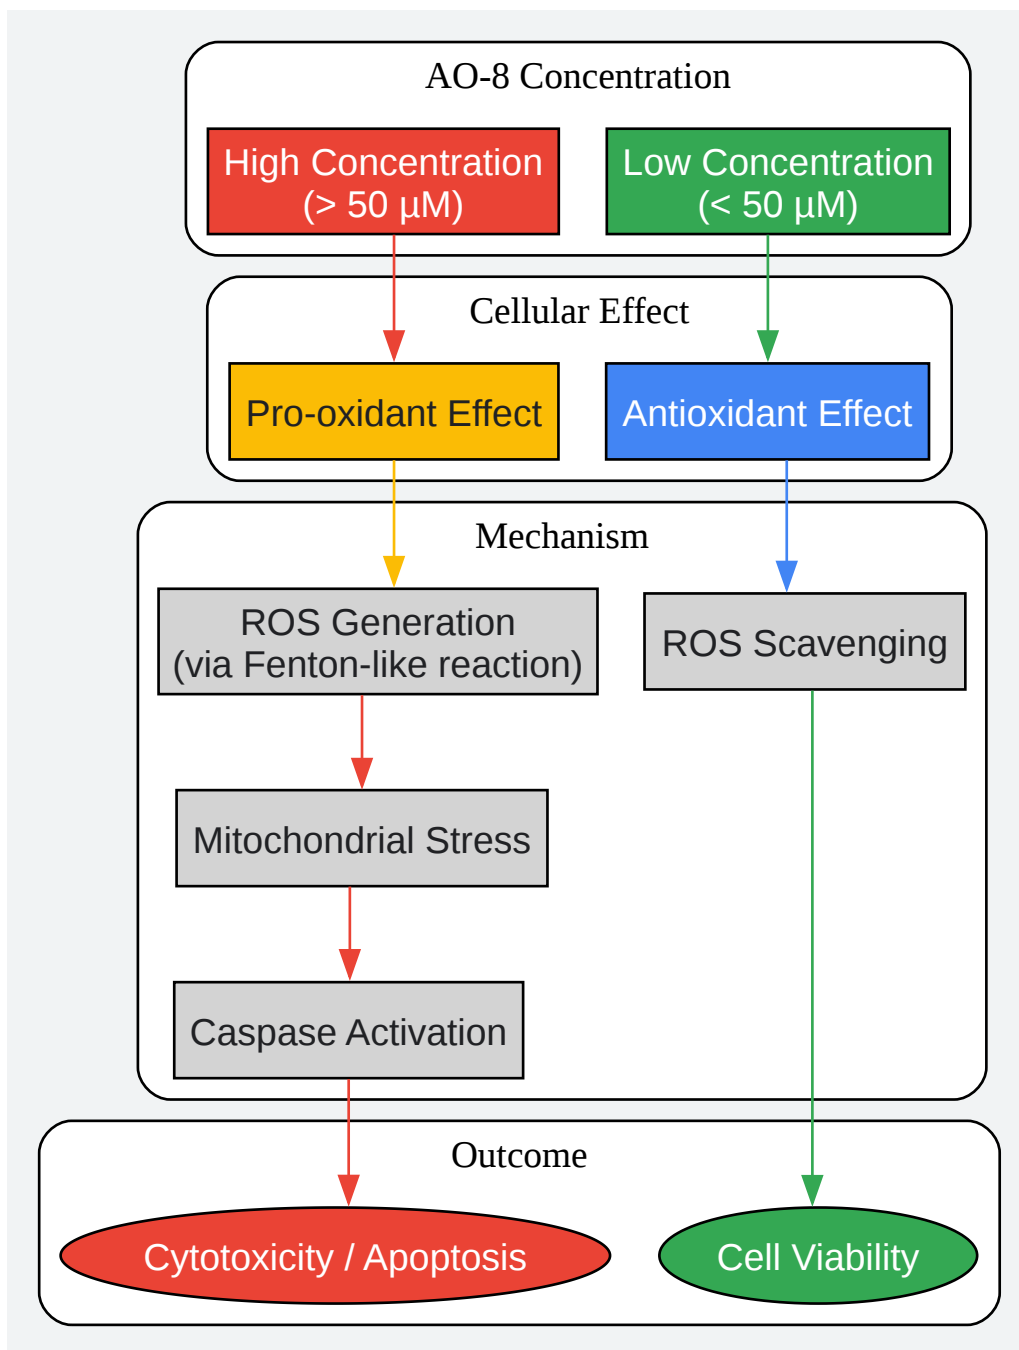 AO-8 Concentration
High Concentration
(> 50 µM)
Low Concentration
(< 50 µM)
Cellular Effect
Pro-oxidant Effect
Antioxidant Effect
Mechanism
ROS Generation
(via Fenton-like reaction)
ROS Scavenging
Mitochondrial Stress
Caspase Activation
Outcome
Cytotoxicity / Apoptosis
Cell Viability